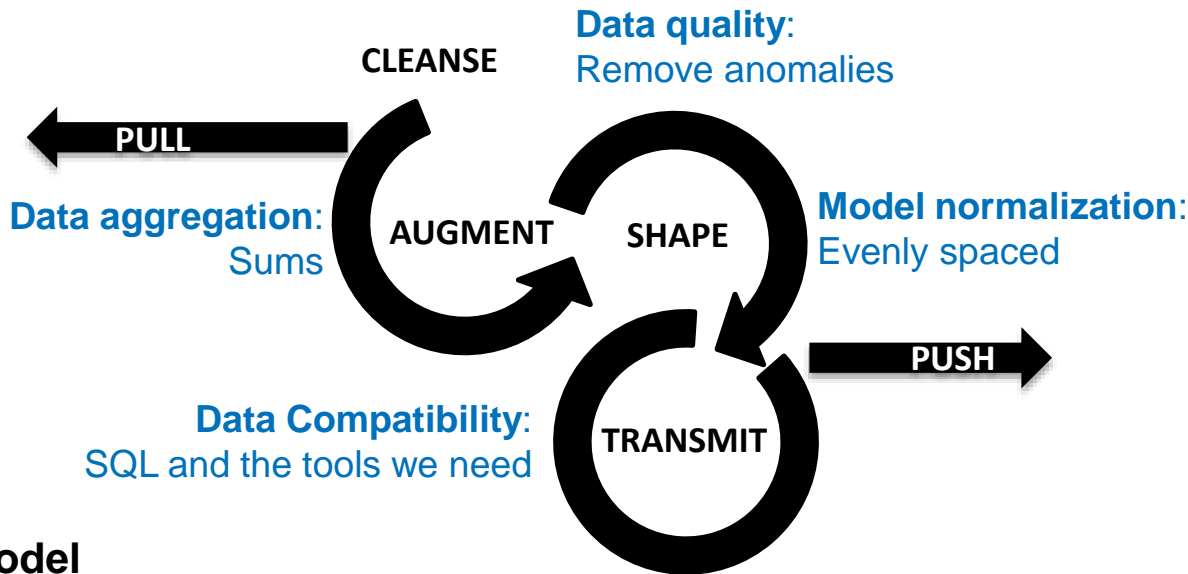 Data quality:
Remove anomalies
CLEANSE
PULL
Data aggregation:
Sums
AUGMENT
SHAPE
Model normalization:
Evenly spaced
PUSH
Data Compatibility:
SQL and the tools we need
TRANSMIT
odel